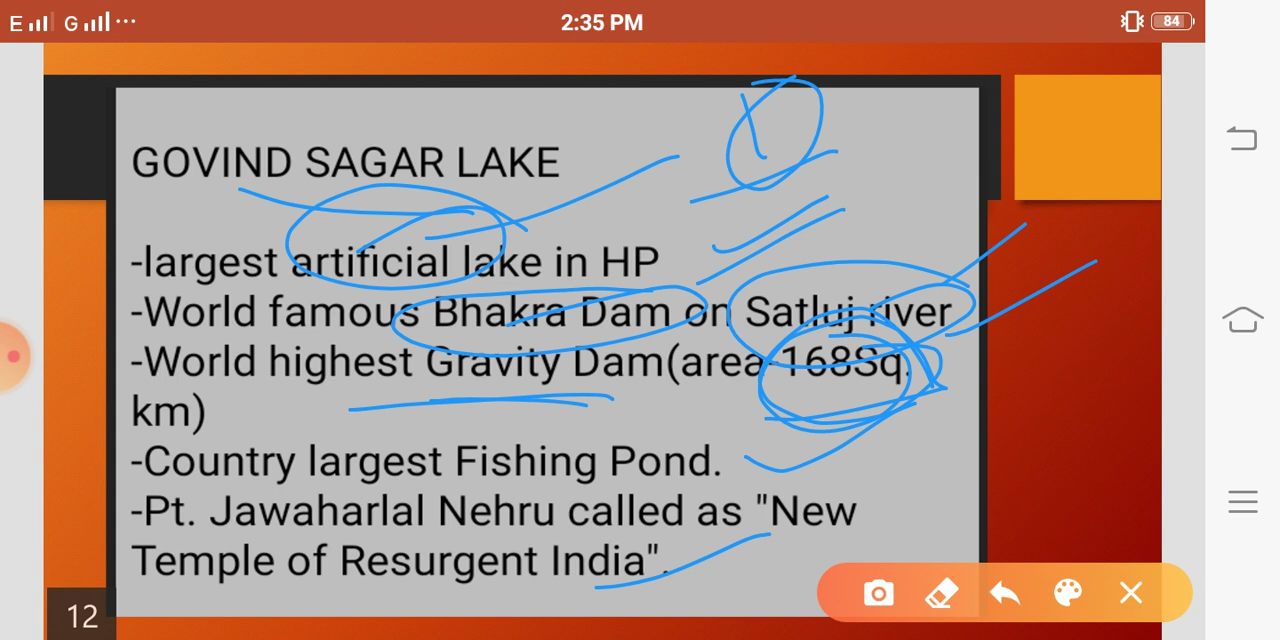 E G ... 2:35 PM 84
GOVIND SAGAR LAKE
-largest artificial lake in HP
-World famous Bhakra Dam on Satluj river
-World highest Gravity Dam(area-168Sq.
km)
-Country largest Fishing Pond.
-Pt. Jawaharlal Nehru called as "New
Temple of Resurgent India".
12